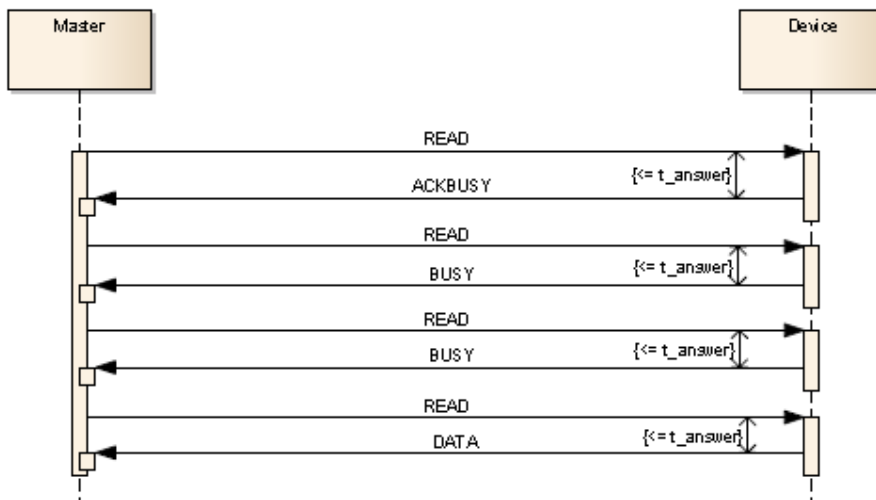 Master
Device
READ
{<= t_answer}
ACKBUSY
READ
{<= t_answer}
BUSY
READ
{<= t_answer}
BUSY
READ
{<= t_answer}
DATA